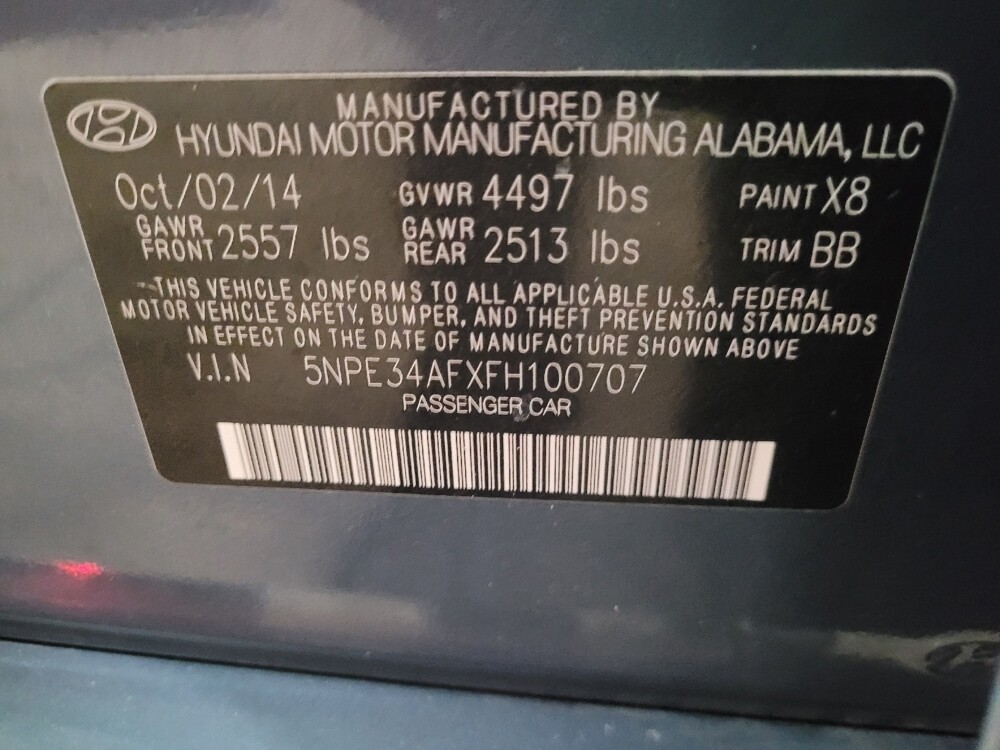 MANUFACTURED BY
HYUNDAI MOTOR MANUFACTURING ALABAMA, LLC
Oct/02/14 GVWR 4497 lbs PAINT X8
GAWR FRONT 2557 lbs GAWR REAR 2513 lbs TRIM BB
THIS VEHICLE CONFORMS TO ALL APPLICABLE U.S.A. FEDERAL
MOTOR VEHICLE SAFETY, BUMPER, AND THEFT PREVENTION STANDARDS
IN EFFECT ON THE DATE OF MANUFACTURE SHOWN ABOVE
V.I.N 5NPE34AFXFH100707
PASSENGER CAR